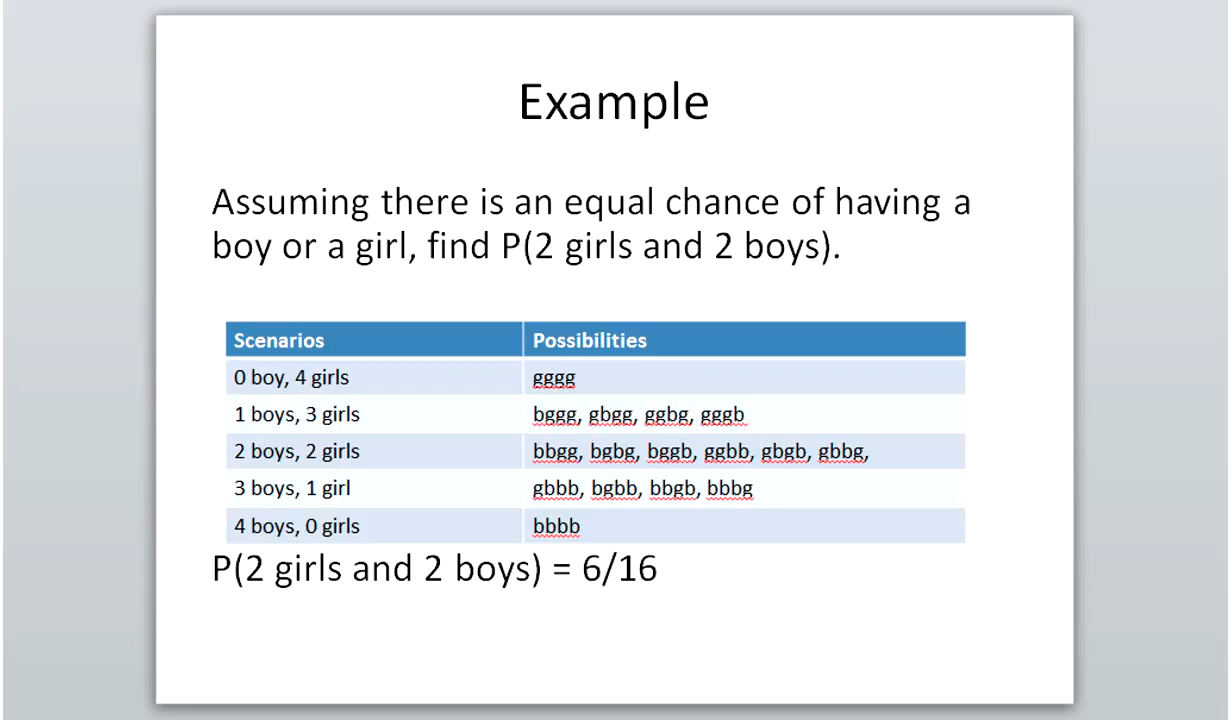 Example
Assuming there is an equal chance of having a
boy or a girl, find P(2 girls and 2 boys).
Scenarios Possibilities
0 boy, 4 girls gggg
1 boys, 3 girls bggg, gbgg, ggbg, gggb
2 boys, 2 girls bbgg, bgbg, bggb, ggbb, gbgb, gbbg,
3 boys, 1 girl gbbb, bgbb, bbgb, bbbg
4 boys, 0 girls bbbb
P(2 girls and 2 boys) = 6/16